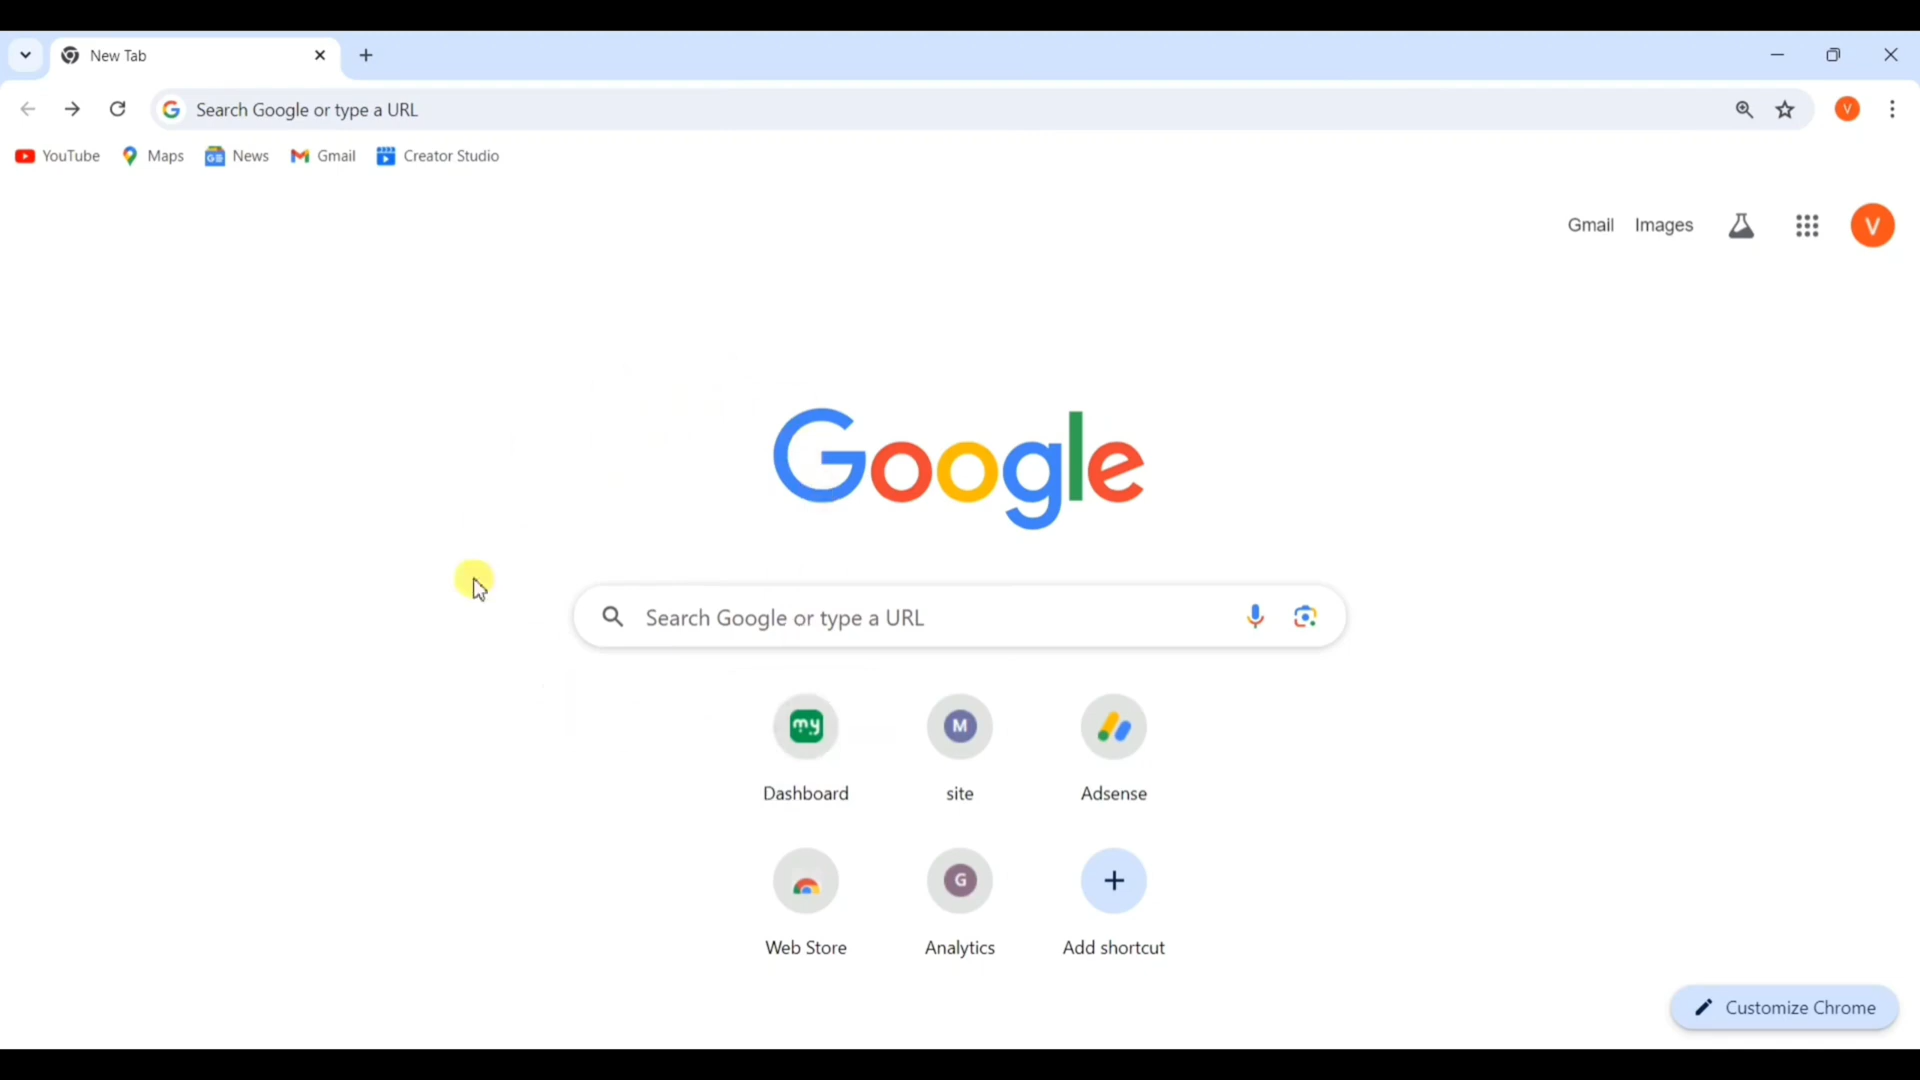 New Tab
Search Google or type a URL
V
YouTube Maps News Gmail Creator Studio
Gmail Images V
Google
Search Google or type a URL
my M
Dashboard site Adsense
G
Web Store Analytics Add shortcut
Customize Chrome